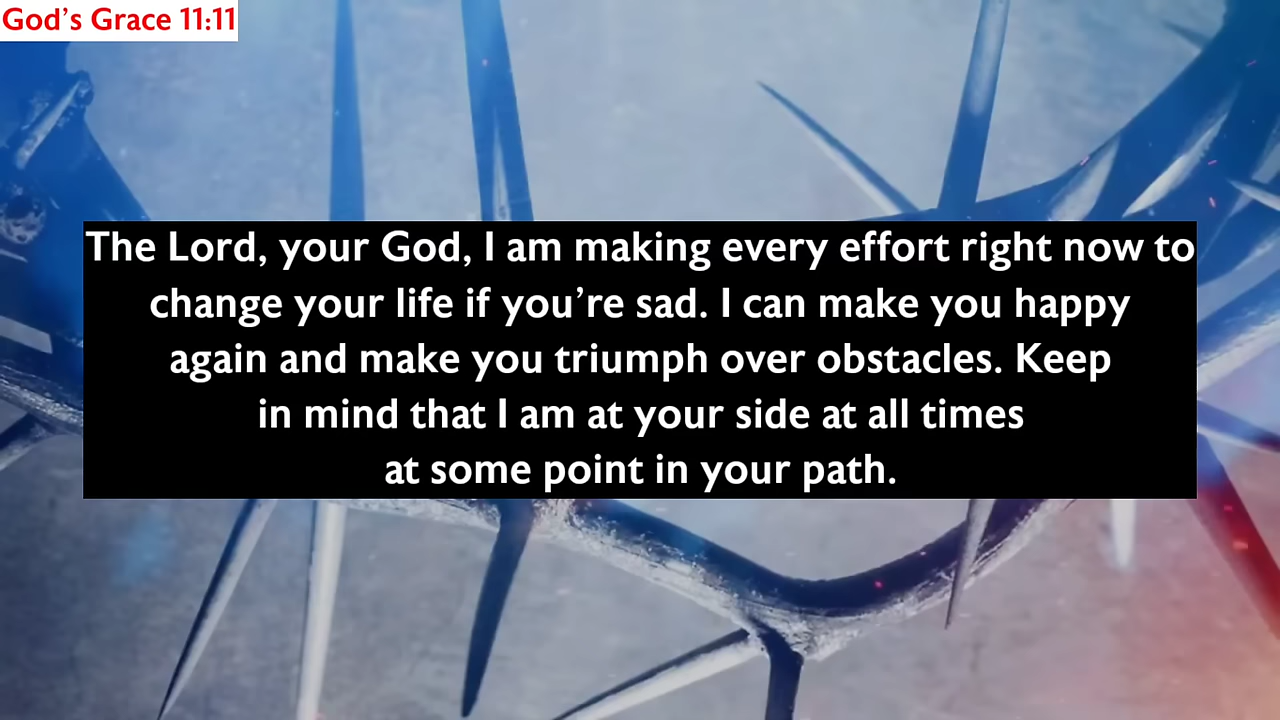 God’s Grace 11:11
The Lord, your God, I am making every effort right now to
change your life if you’re sad. I can make you happy
again and make you triumph over obstacles. Keep
in mind that I am at your side at all times
at some point in your path.